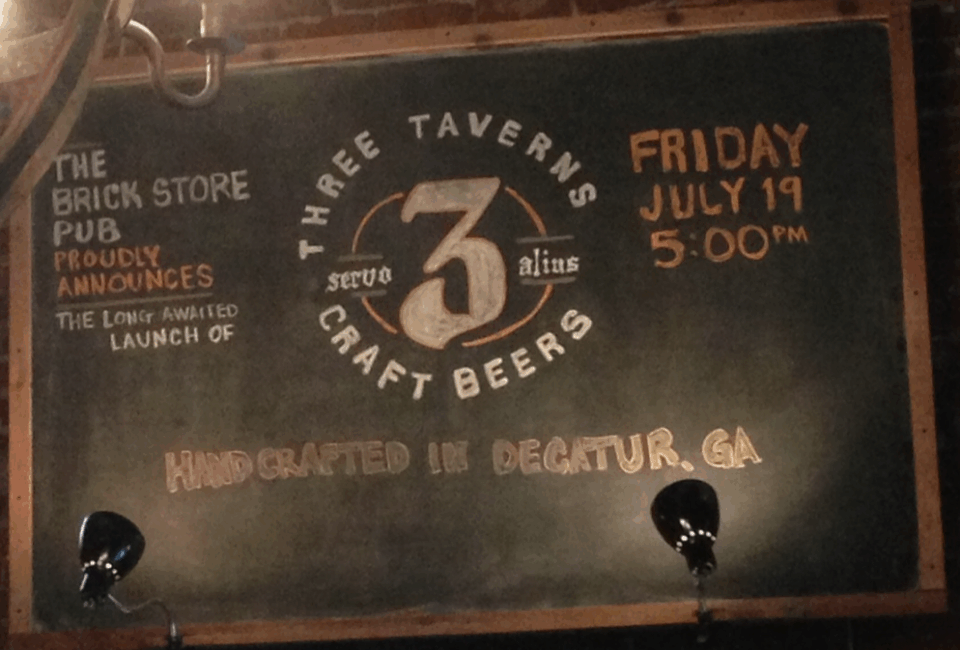 THE
BRICK STORE
PUB
PROUDLY
ANNOUNCES
THE LONG AWAITED
LAUNCH OF
THREE TAVERNS
servo 3 alius
CRAFT BEERS
FRIDAY
JULY 19
5:00PM
HANDCRAFTED IN DECATUR, GA